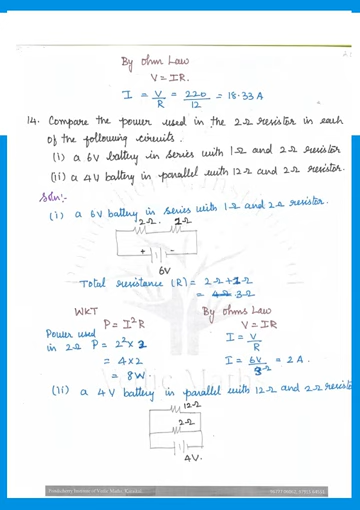 By ohm Law
V = IR.
I = V/R = 220/12 = 18.33 A
14. Compare the power used in the 2Ω resistor in each
of the following circuits.
(i) a 6V battery in series with 1Ω and 2Ω resistor
(ii) a 4V battery in parallel with 12Ω and 2Ω resistor.
Soln:-
(i) a 6V battery in series with 1Ω and 2Ω resistor.
2Ω 1Ω
+ -
6V
Total resistance (R) = 2Ω + 1Ω
= 3Ω
WKT
P = I²R
Power used
in 2Ω P = 2² x 2
= 4 x 2
= 8W.
By ohms Law
V = IR
I = V/R
I = 6V/3Ω = 2A.
(ii) a 4V battery in parallel with 12Ω and 2Ω resistor
12Ω
2Ω
4V.